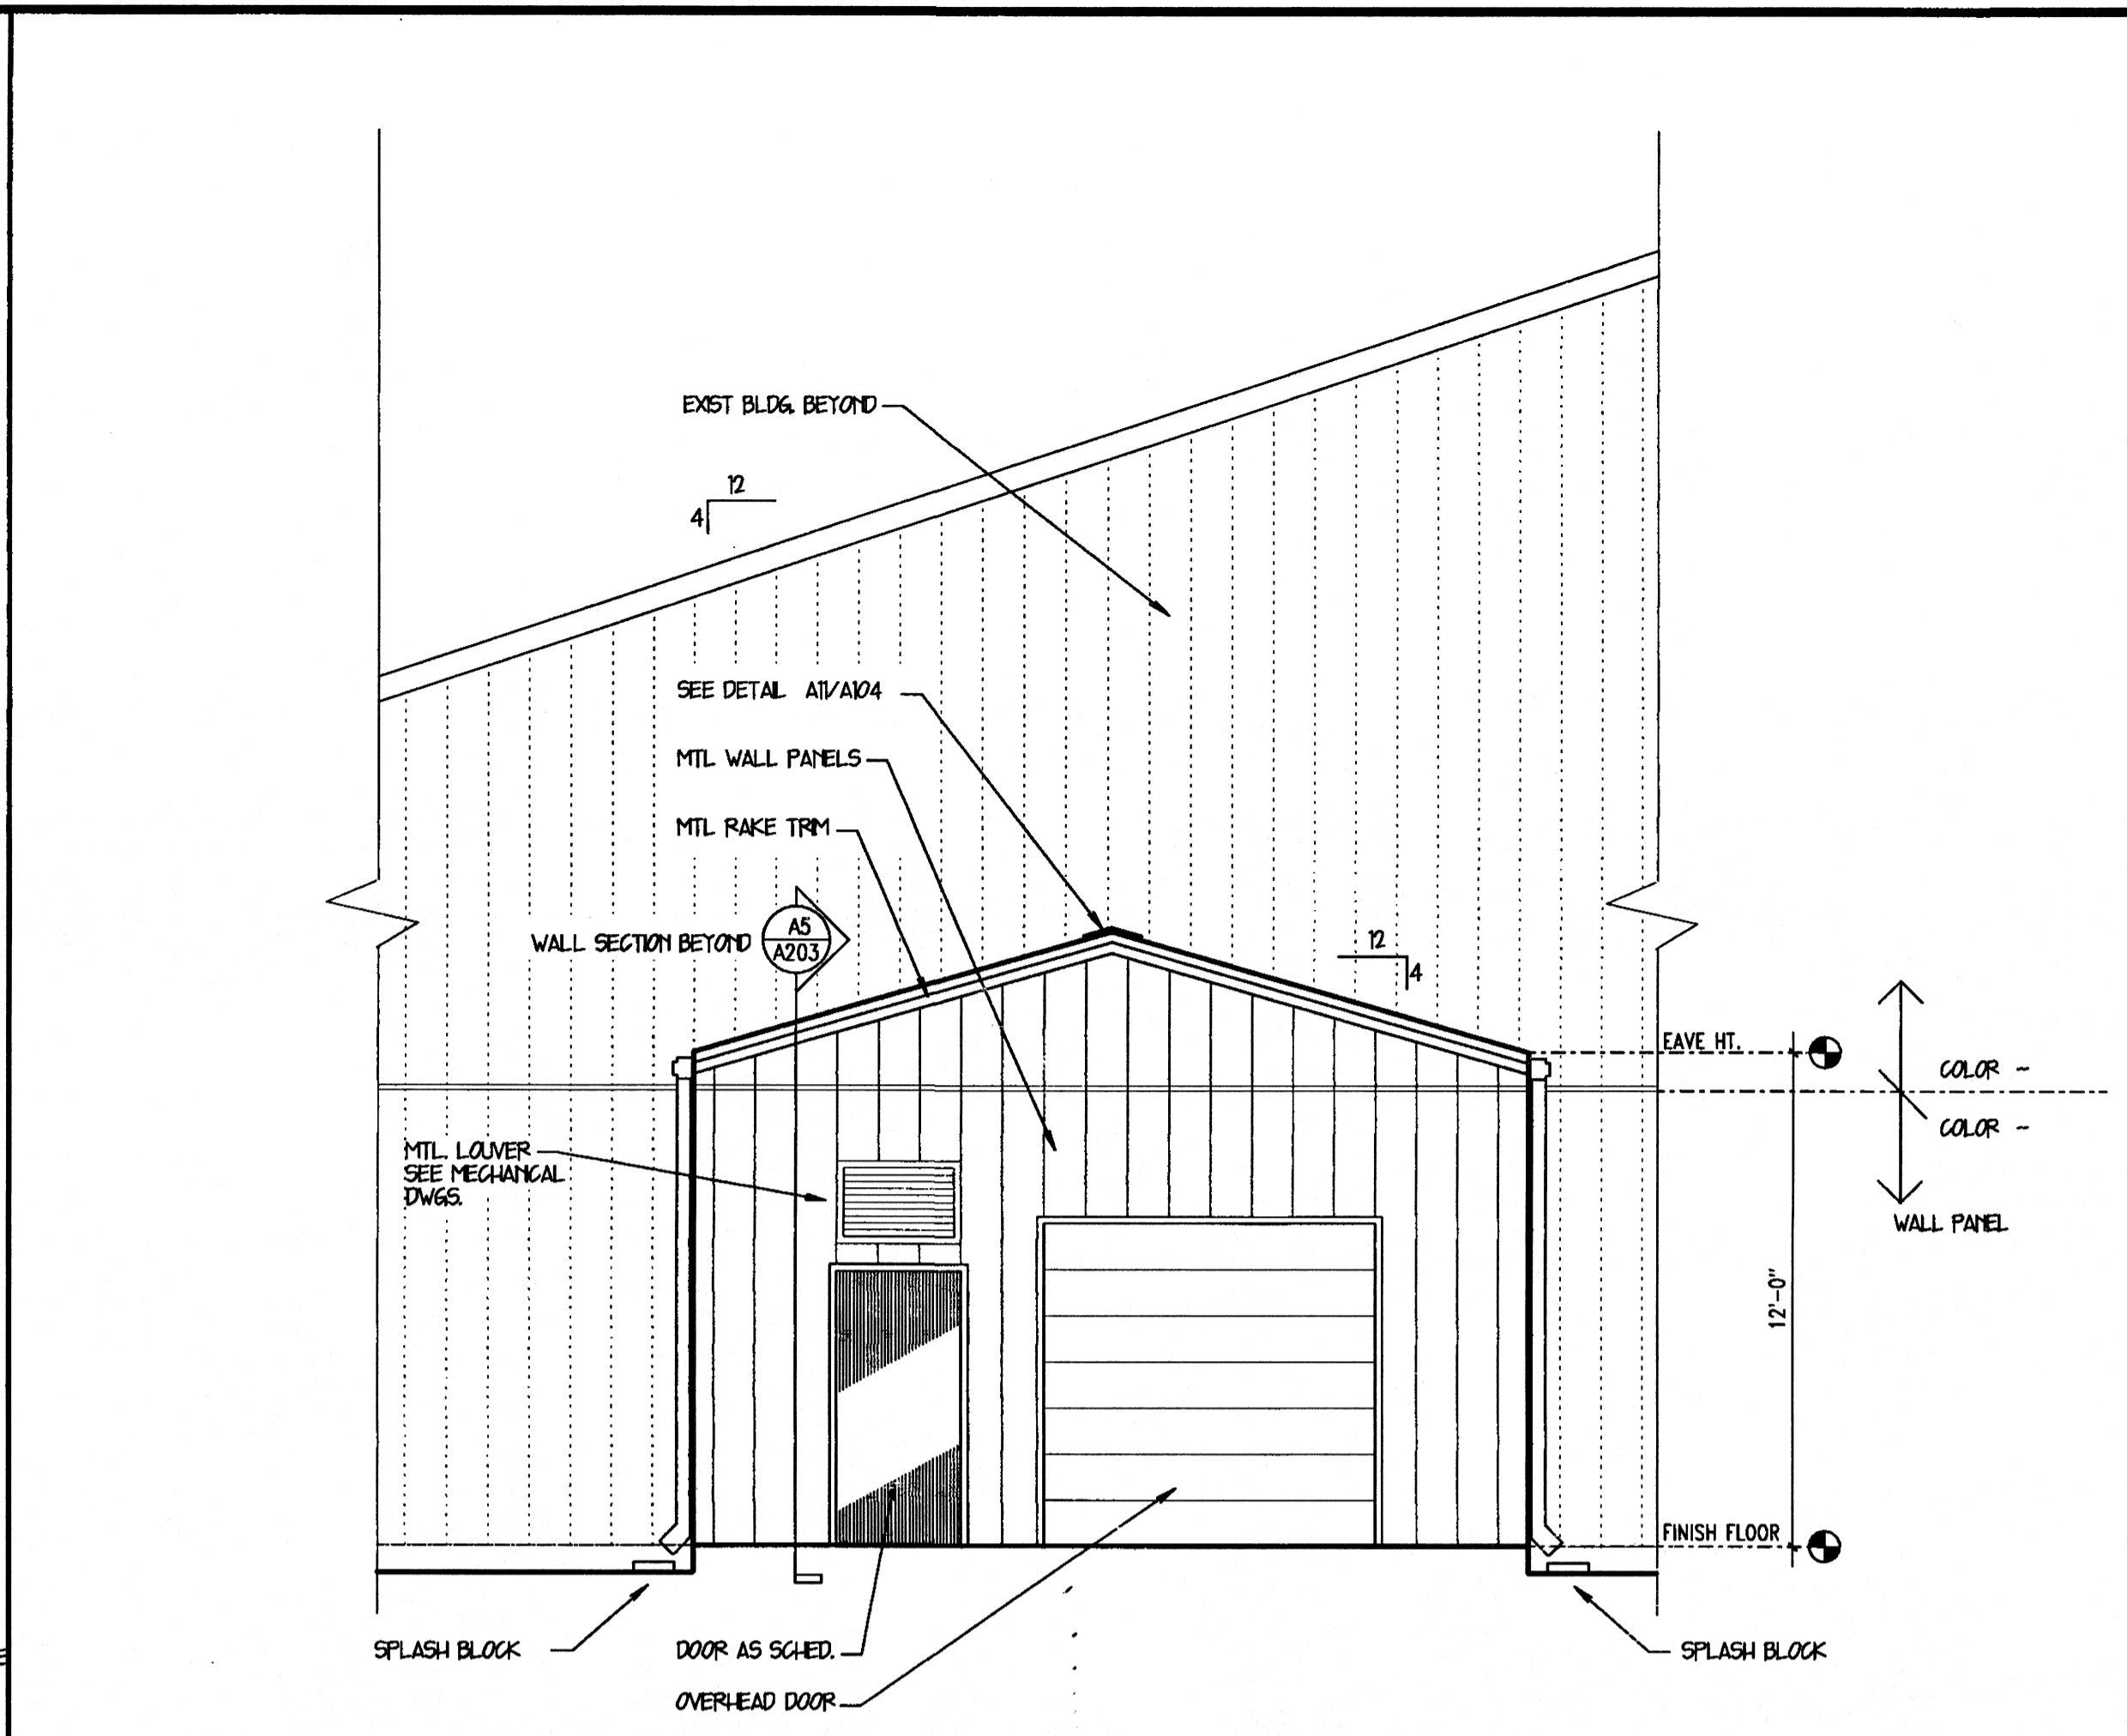 EXIST BLDG. BEYOND
12
4
SEE DETAIL A11/A104
MTL WALL PANELS
MTL RAKE TRIM
A5
WALL SECTION BEYOND
A203
12
4
EAVE HT.
COLOR ~
COLOR ~
MTL. LOUVER
SEE MECHANICAL
DWGS.
WALL PANEL
12'-0"
FINISH FLOOR
SPLASH BLOCK
DOOR AS SCHED.
SPLASH BLOCK
OVERHEAD DOOR